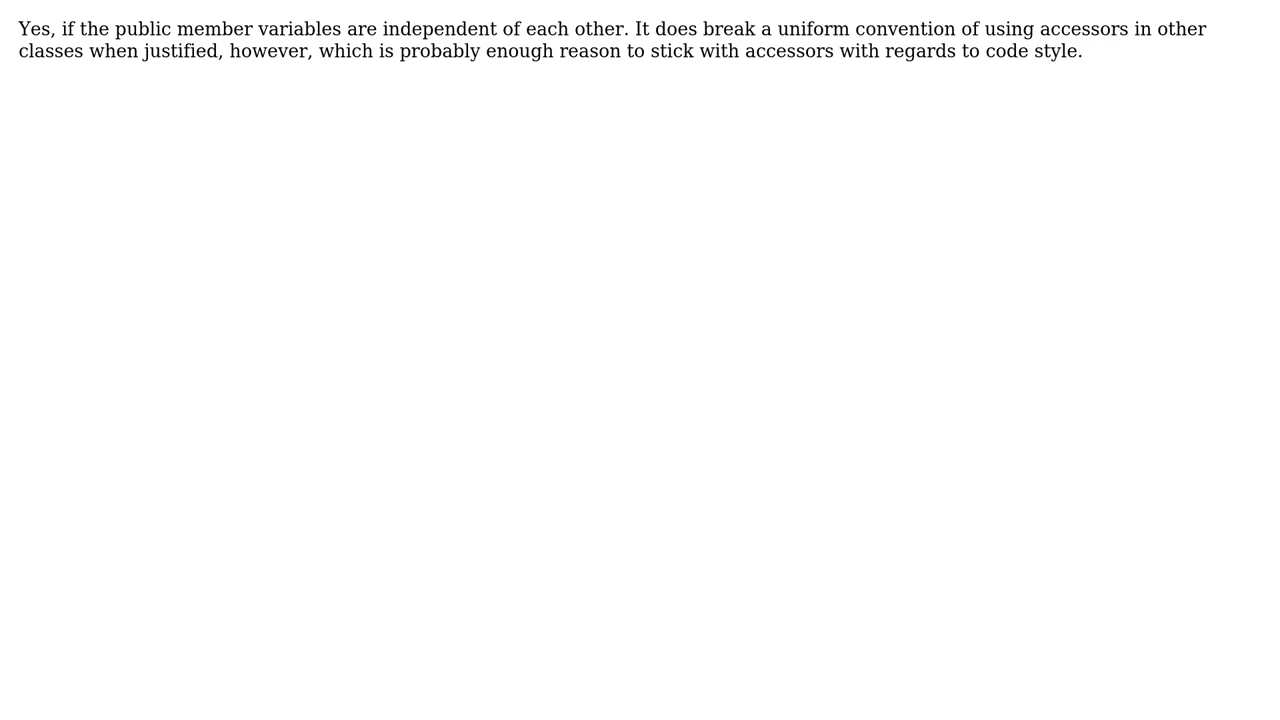 Yes, if the public member variables are independent of each other. It does break a uniform convention of using accessors in other
classes when justified, however, which is probably enough reason to stick with accessors with regards to code style.